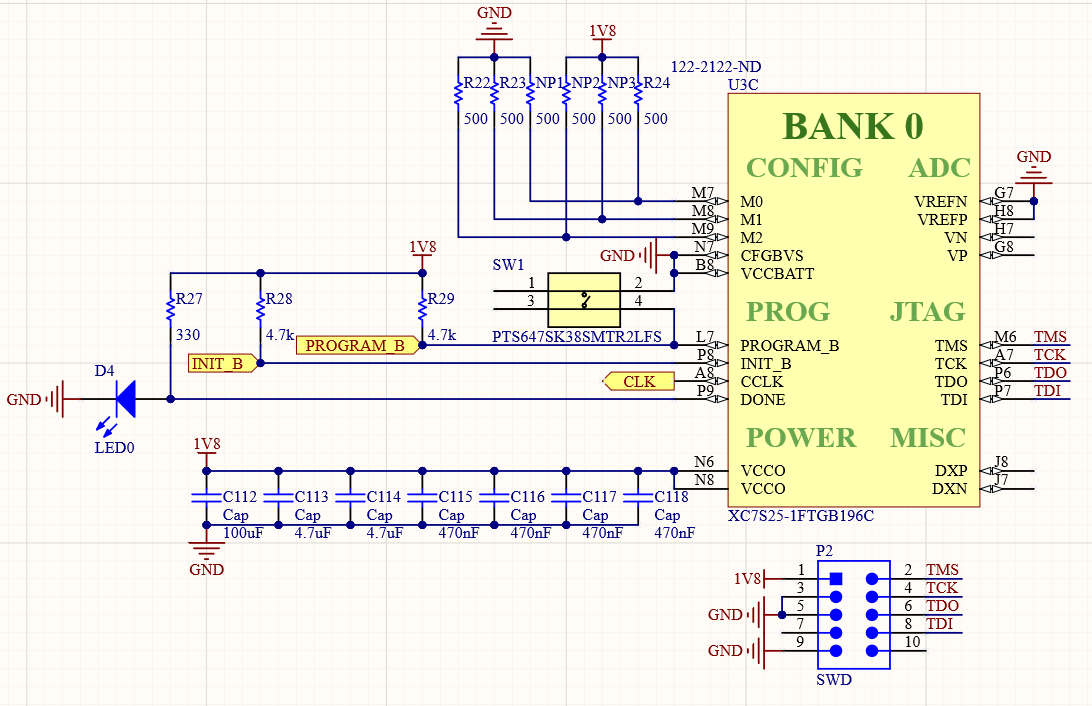 GND
1V8
R22 R23 NP1 NP2 NP3 R24
500 500 500 500 500 500
122-2122-ND
U3C
BANK 0
CONFIG ADC
M7 M0 VREFN G7 GND
M8 M1 VREFP H8
M9 M2 VN H7
N7 CFGBVS VP G8
B8 VCCBATT
GND
SW1
1 2
3 4
PTS647SK38SMTR2LFS
1V8
R27 R28 R29
330 4.7k 4.7k
PROGRAM_B
INIT_B
CLK
D4
GND
LED0
PROG JTAG
L7 PROGRAM_B TMS M6 TMS
P8 INIT_B TCK A7 TCK
A8 CCLK TDO P6 TDO
P9 DONE TDI P7 TDI
POWER MISC
N6 VCCO DXP J8
N8 VCCO DXN J7
XC7S25-1FTGB196C
1V8
C112 C113 C114 C115 C116 C117 C118
Cap Cap Cap Cap Cap Cap Cap
100uF 4.7uF 4.7uF 470nF 470nF 470nF 470nF
GND
P2
1V8 1 2 TMS
3 4 TCK
GND 5 6 TDO
7 8 TDI
GND 9 10
SWD